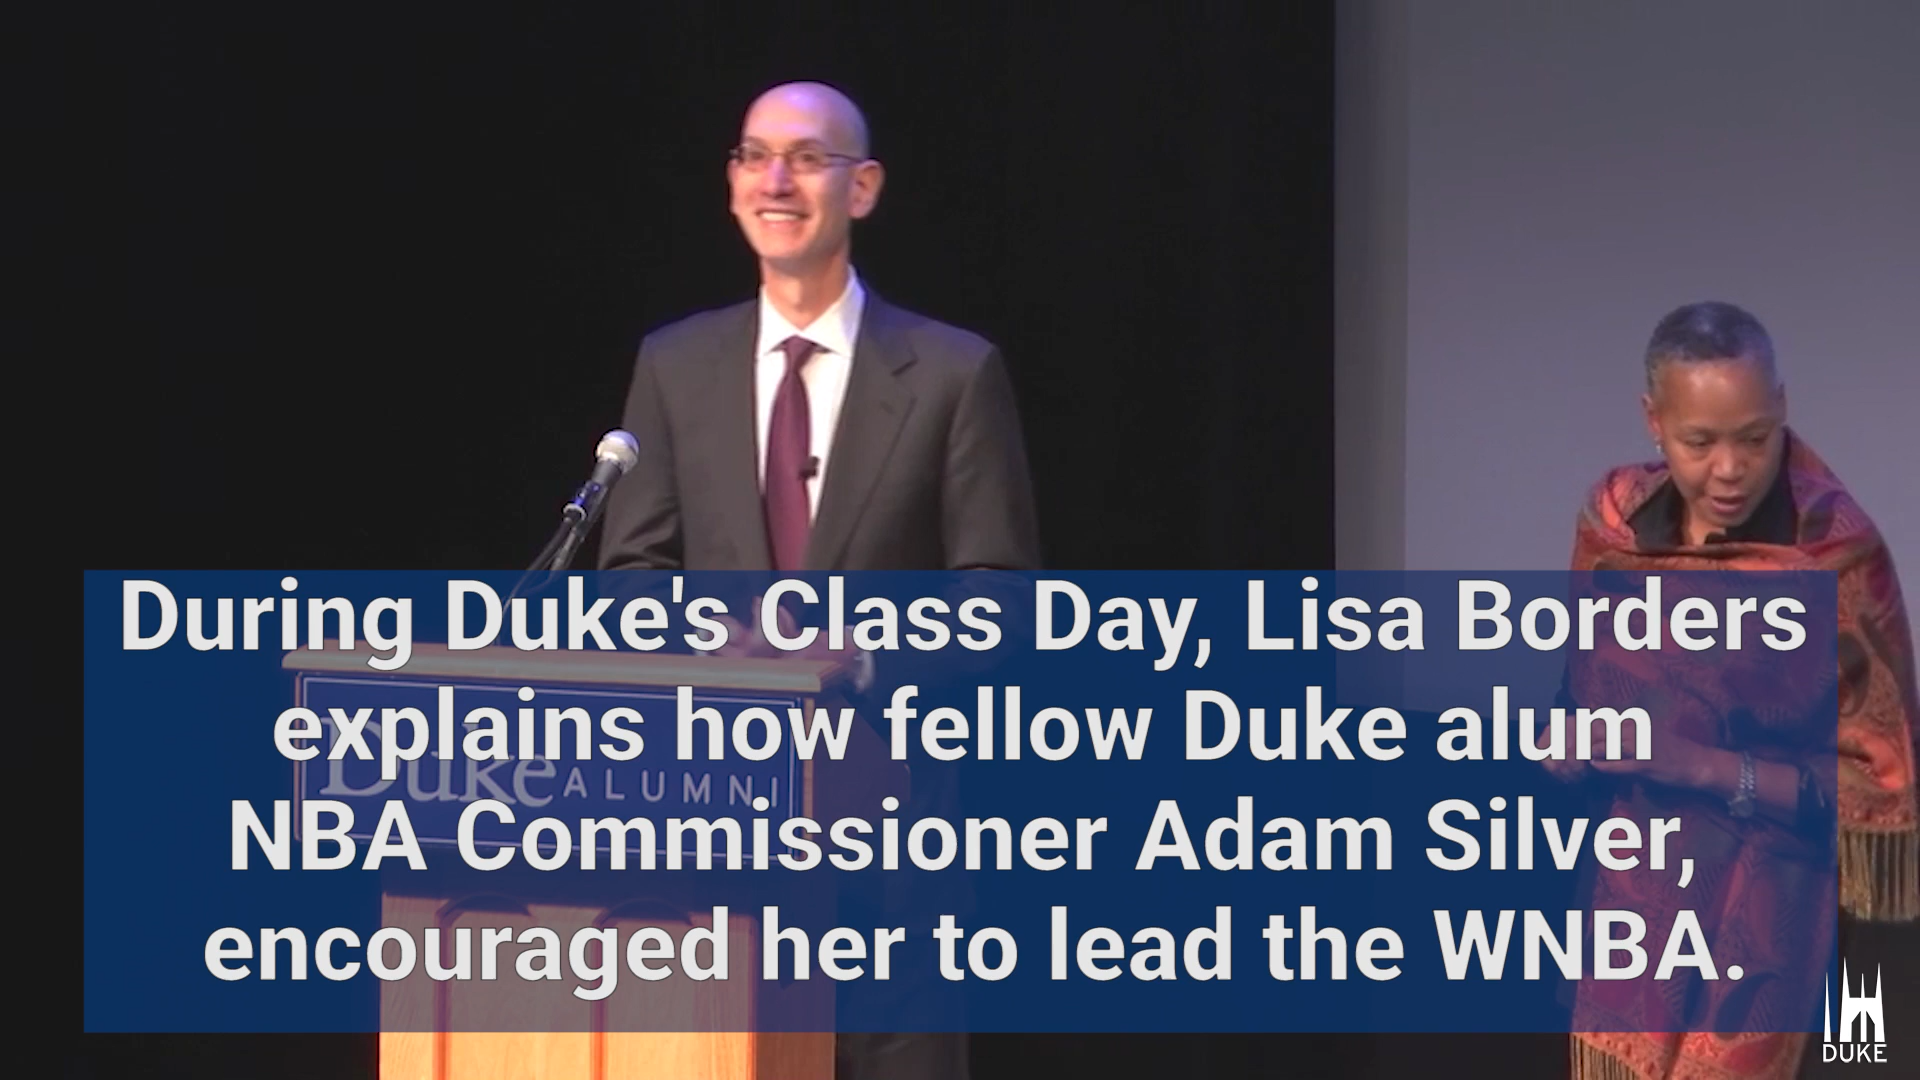 During Duke's Class Day, Lisa Borders
explains how fellow Duke alum
NBA Commissioner Adam Silver,
encouraged her to lead the WNBA.
Duke ALUMNI
DUKE